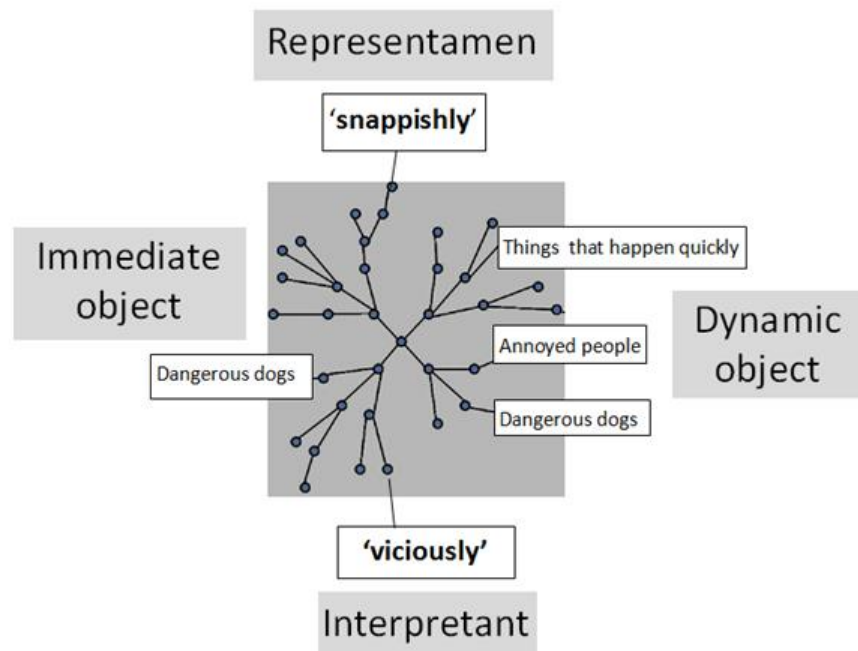 Representamen
‘snappishly’
Things that happen quickly
Immediate
object
Dynamic
object
Annoyed people
Dangerous dogs
Dangerous dogs
‘viciously’
Interpretant